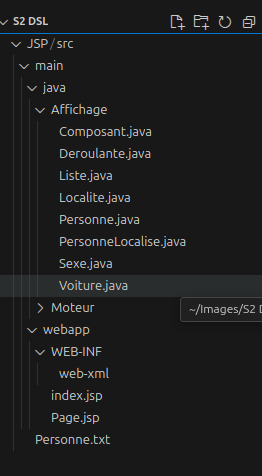 S2 DSL
JSP/src
main
java
Affichage
Composant.java
Deroulante.java
Liste.java
Localite.java
Personne.java
PersonneLocalise.java
Sexe.java
Voiture.java
Moteur
~/Images/S2 D
webapp
WEB-INF
web-xml
index.jsp
Page.jsp
Personne.txt